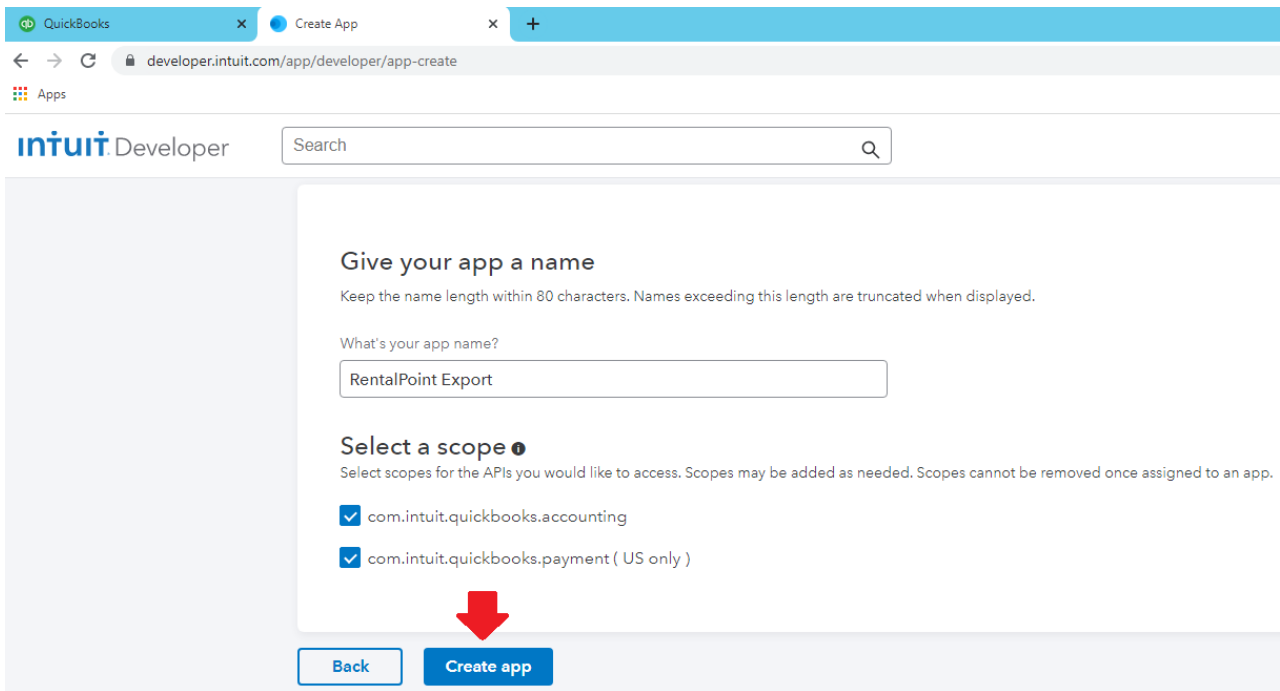 QuickBooks
Create App
developer.intuit.com/app/developer/app-create
Apps
ıntuıt Developer
Search
Give your app a name
Keep the name length within 80 characters. Names exceeding this length are truncated when displayed.
What's your app name?
RentalPoint Export
Select a scope
Select scopes for the APIs you would like to access. Scopes may be added as needed. Scopes cannot be removed once assigned to an app.
com.intuit.quickbooks.accounting
com.intuit.quickbooks.payment ( US only )
Back
Create app